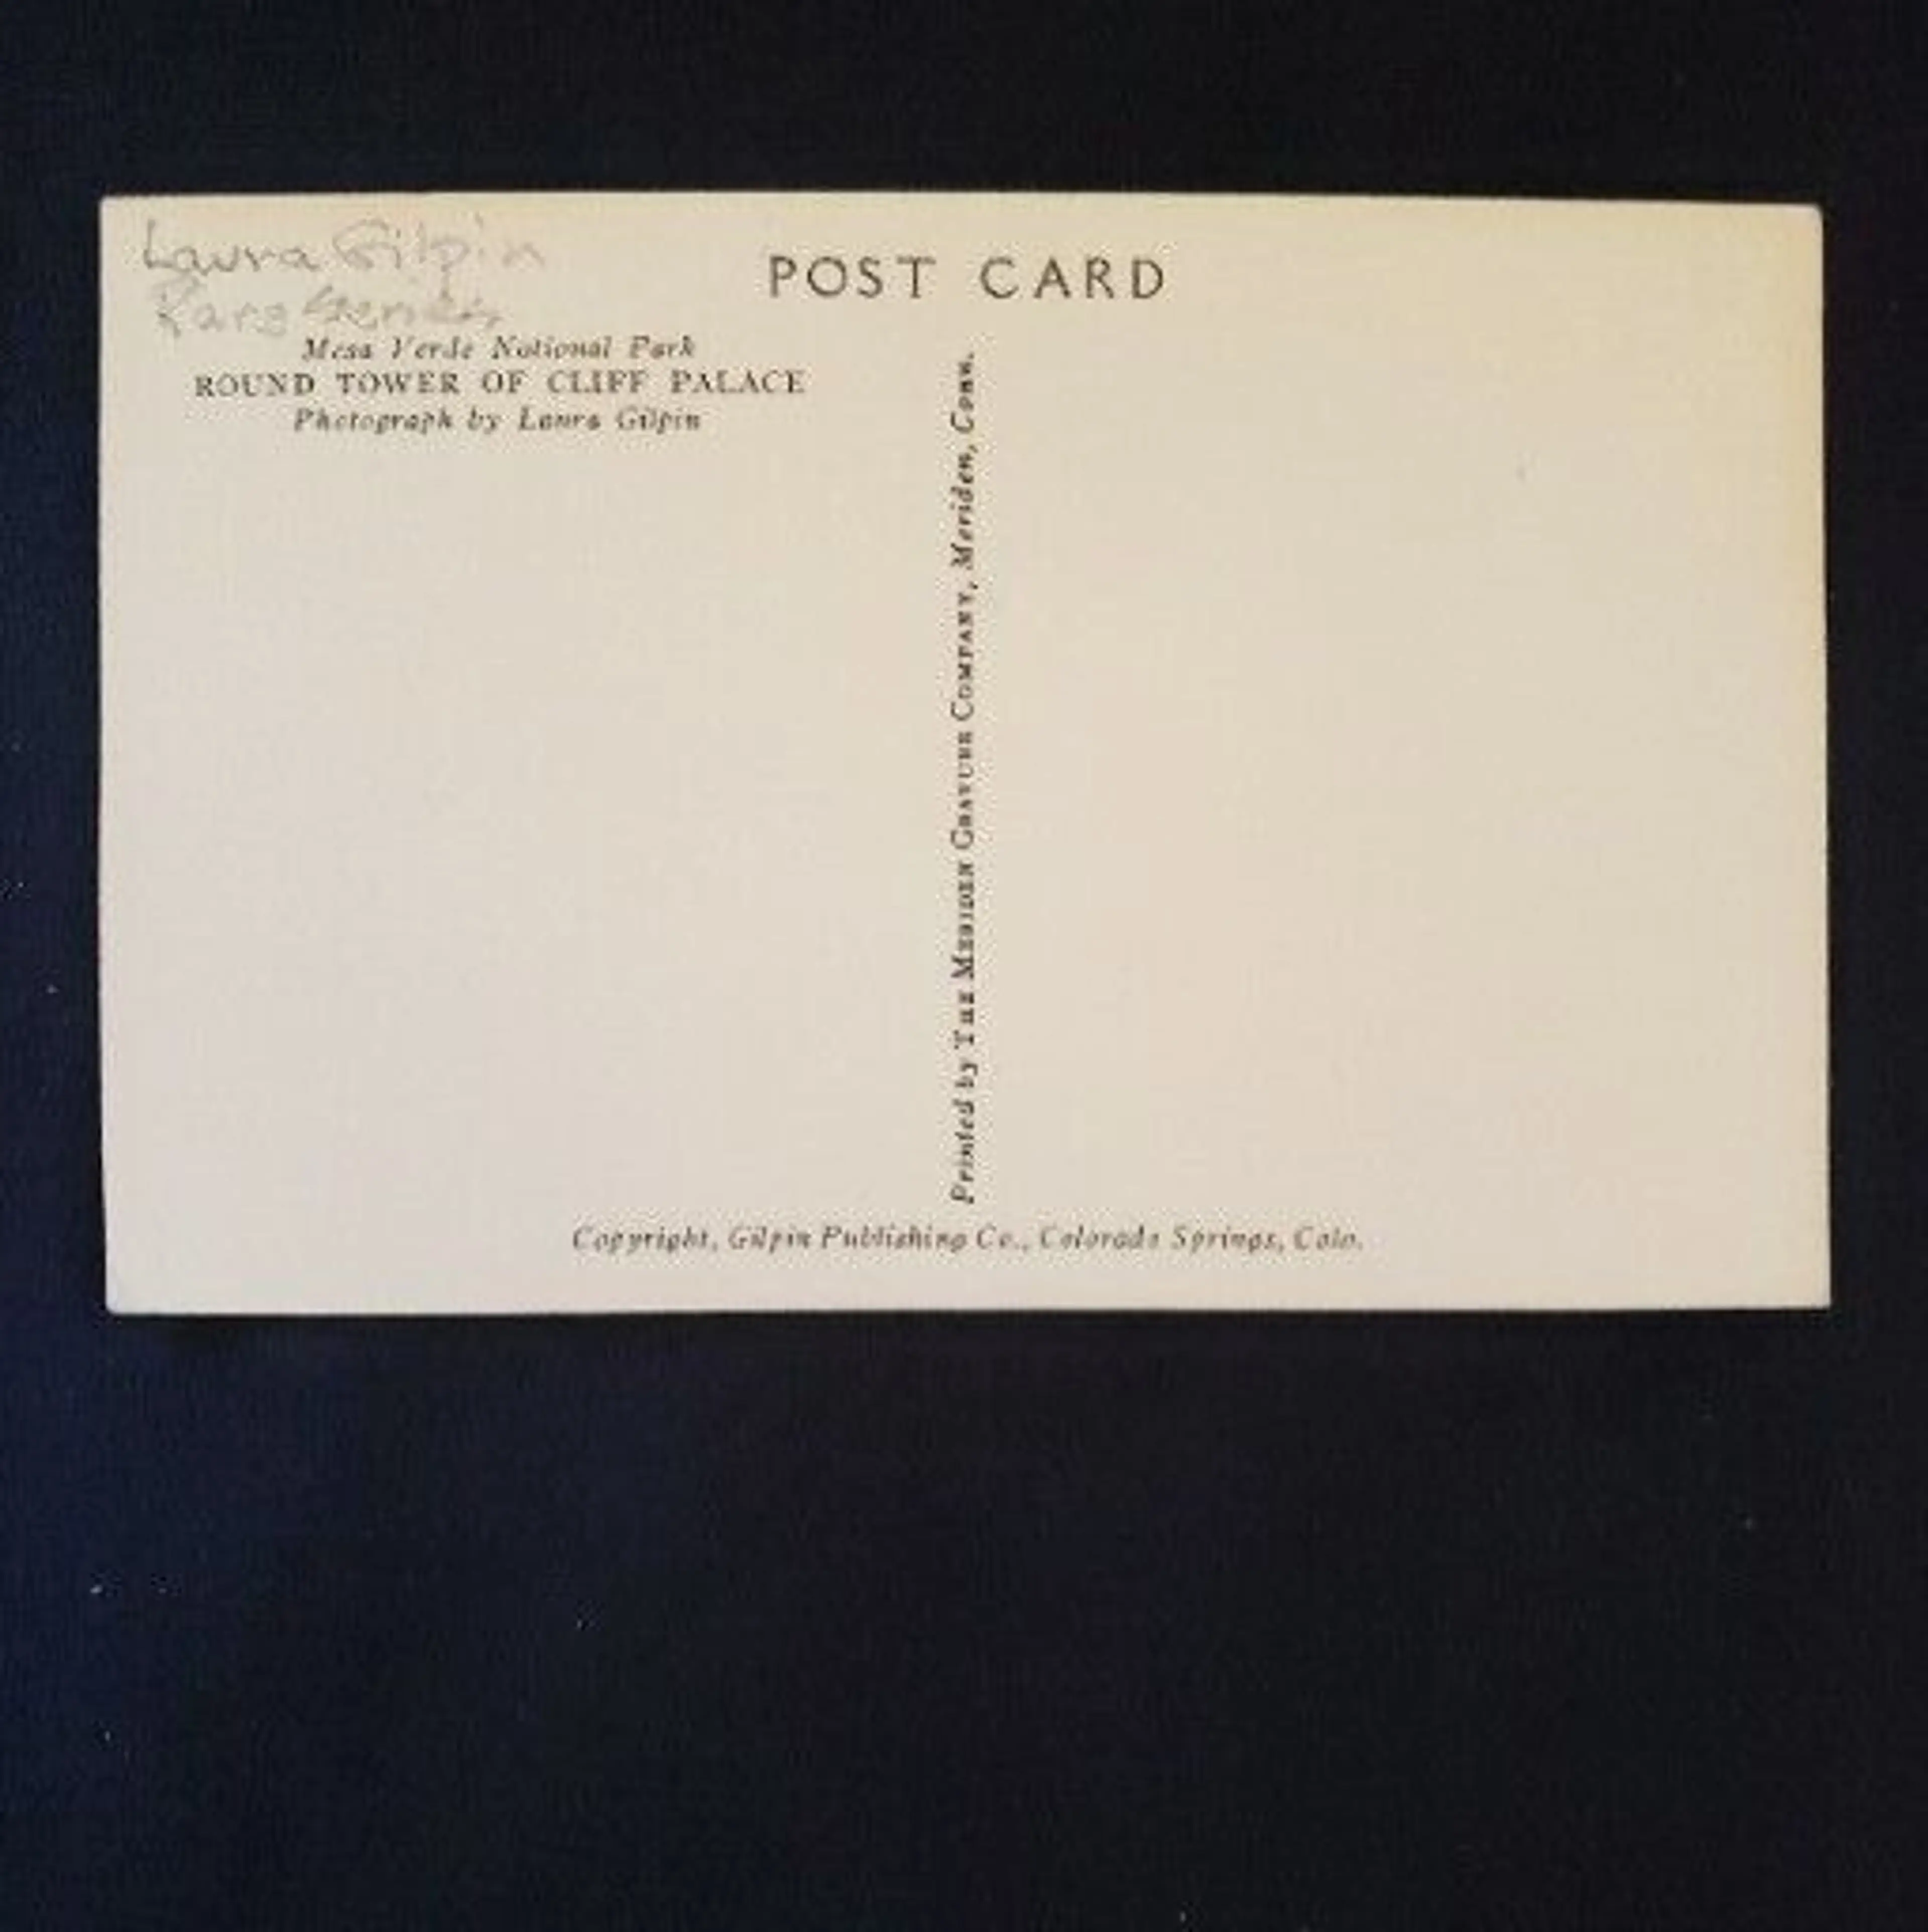 Laura Gilpin
Rare Series
POST CARD
Mesa Verde National Park
ROUND TOWER OF CLIFF PALACE
Photograph by Laura Gilpin
Printed by THE MERIDEN GRAVURE COMPANY, Meriden, Conn.
Copyright, Gilpin Publishing Co., Colorado Springs, Colo.